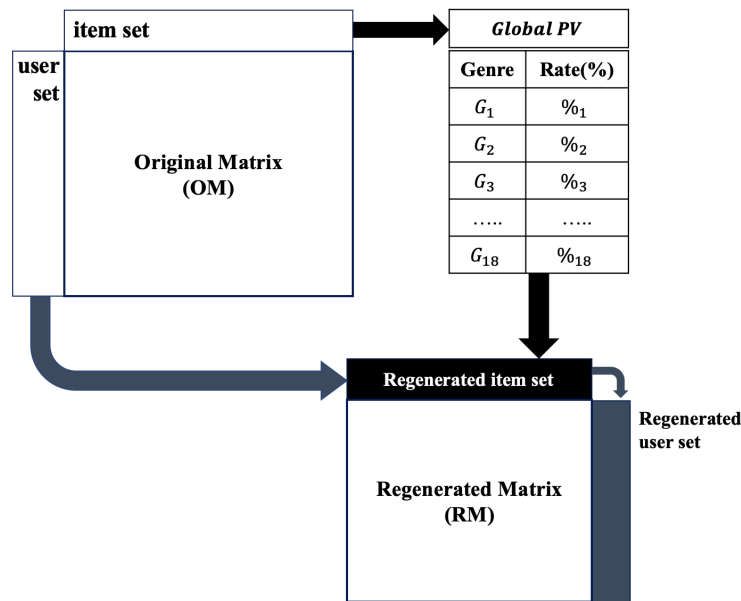 item set
Global PV
user
set
Genre Rate(%)
G₁ %₁
G₂ %₂
G₃ %₃
..... .....
G₁₈ %₁₈
Original Matrix
(OM)
Regenerated item set
Regenerated
user set
Regenerated Matrix
(RM)